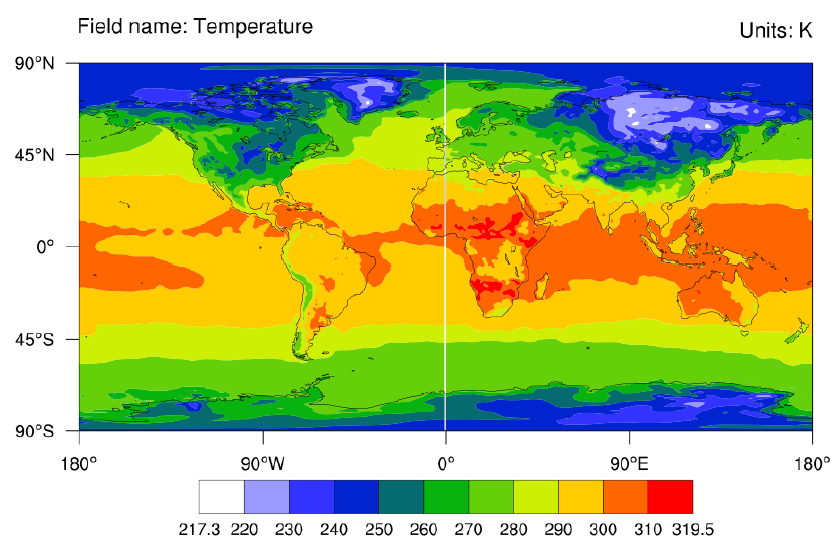 Field name: Temperature
Units: K
90°N
45°N
0°
45°S
90°S
180° 90°W 0° 90°E 180°
217.3 220 230 240 250 260 270 280 290 300 310 319.5